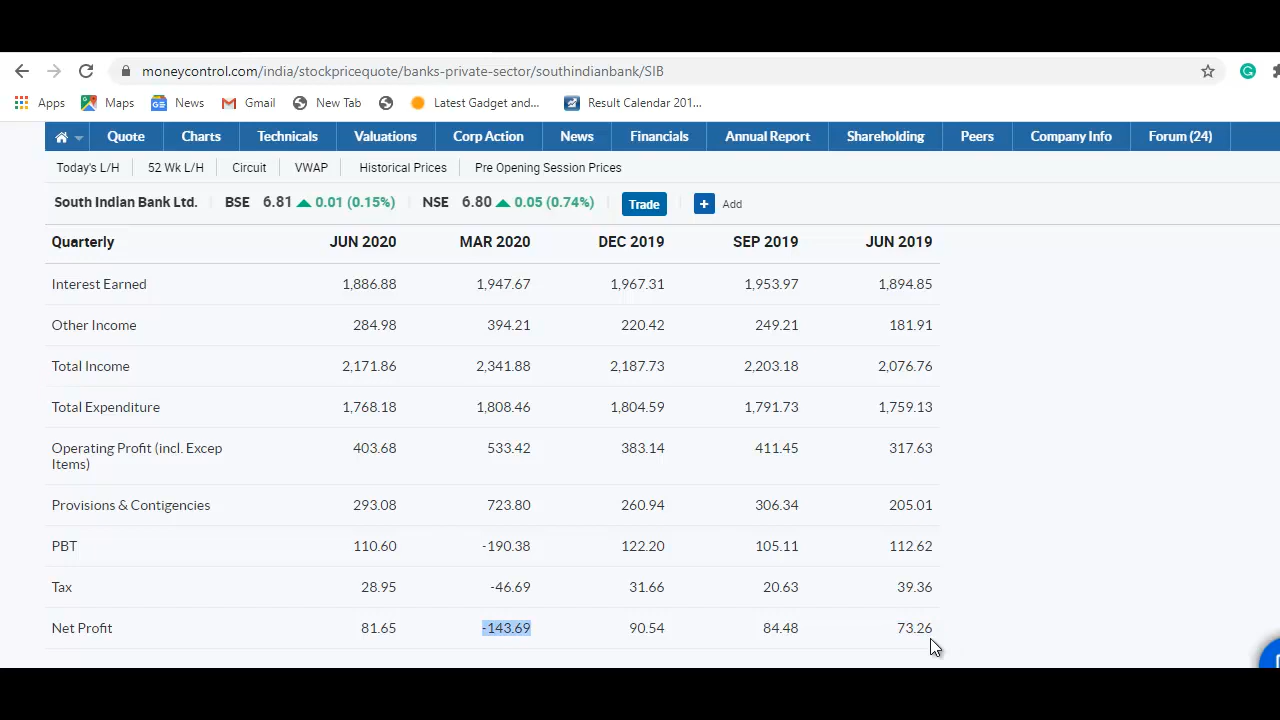 moneycontrol.com/india/stockpricequote/banks-private-sector/southindianbank/SIB
Apps Maps News Gmail New Tab Latest Gadget and... Result Calendar 201...
Quote Charts Technicals Valuations Corp Action News Financials Annual Report Shareholding Peers Company Info Forum (24)
Today's L/H 52 Wk L/H Circuit VWAP Historical Prices Pre Opening Session Prices
South Indian Bank Ltd. BSE 6.81 0.01 (0.15%) NSE 6.80 0.05 (0.74%) Trade + Add
Quarterly JUN 2020 MAR 2020 DEC 2019 SEP 2019 JUN 2019
Interest Earned 1,886.88 1,947.67 1,967.31 1,953.97 1,894.85
Other Income 284.98 394.21 220.42 249.21 181.91
Total Income 2,171.86 2,341.88 2,187.73 2,203.18 2,076.76
Total Expenditure 1,768.18 1,808.46 1,804.59 1,791.73 1,759.13
Operating Profit (incl. Excep 403.68 533.42 383.14 411.45 317.63
Items)
Provisions & Contigencies 293.08 723.80 260.94 306.34 205.01
PBT 110.60 -190.38 122.20 105.11 112.62
Tax 28.95 -46.69 31.66 20.63 39.36
Net Profit 81.65 -143.69 90.54 84.48 73.26